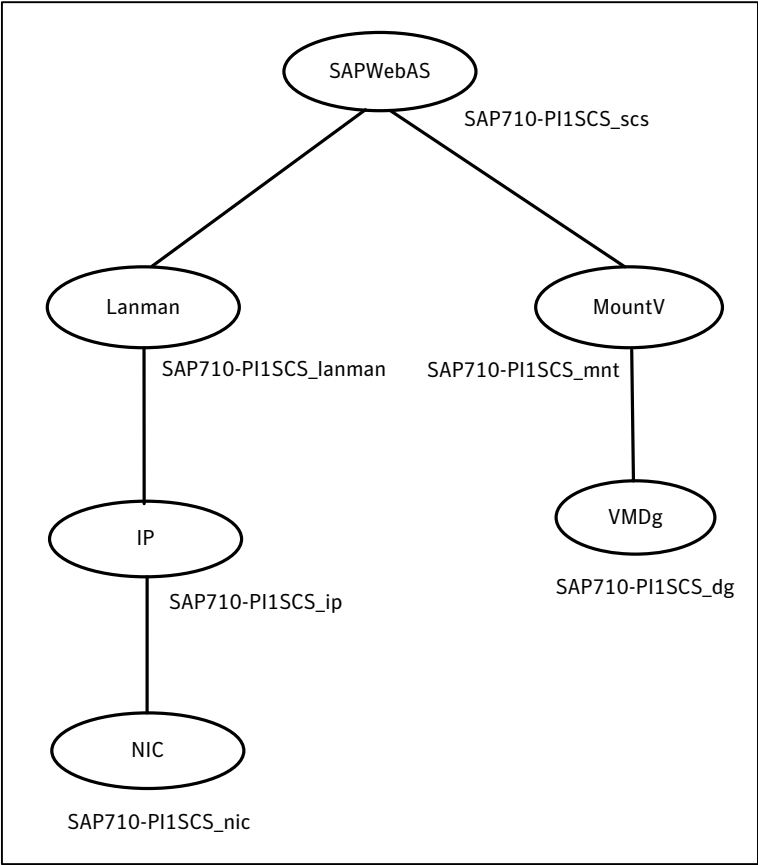 SAPWebAS
SAP710-PI1SCS_scs
Lanman
MountV
SAP710-PI1SCS_lanman
SAP710-PI1SCS_mnt
VMDg
IP
SAP710-PI1SCS_dg
SAP710-PI1SCS_ip
NIC
SAP710-PI1SCS_nic